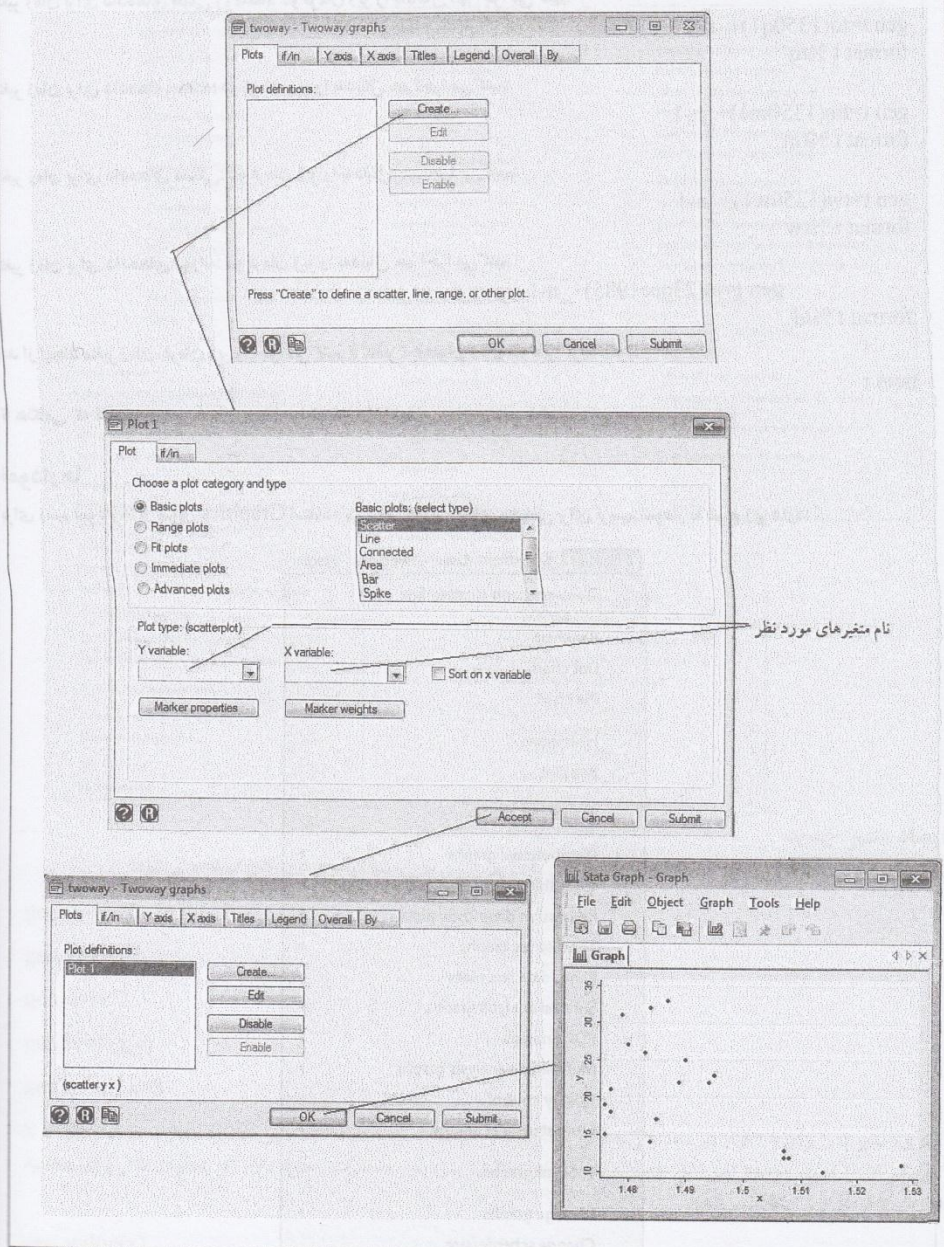 twoway - Twoway graphs
Plots if/in Y axis X axis Titles Legend Overall By
Plot definitions:
Create...
Edit
Disable
Enable
Press "Create" to define a scatter, line, range, or other plot.
OK Cancel Submit
Plot 1
Plot if/in
Choose a plot category and type
Basic plots
Range plots
Fit plots
Immediate plots
Advanced plots
Basic plots: (select type)
Scatter
Line
Connected
Area
Bar
Spike
Plot type: (scatterplot)
Y variable: X variable:
Sort on x variable
Marker properties Marker weights
نام متغیرهای مورد نظر
Accept Cancel Submit
twoway - Twoway graphs
Plots if/in Y axis X axis Titles Legend Overall By
Plot definitions:
Plot 1
Create...
Edit
Disable
Enable
(scatter y x )
OK Cancel Submit
Stata Graph - Graph
File Edit Object Graph Tools Help
Graph
35
30
25
Y
20
15
10
1.48 1.49 1.5 1.51 1.52 1.53
x